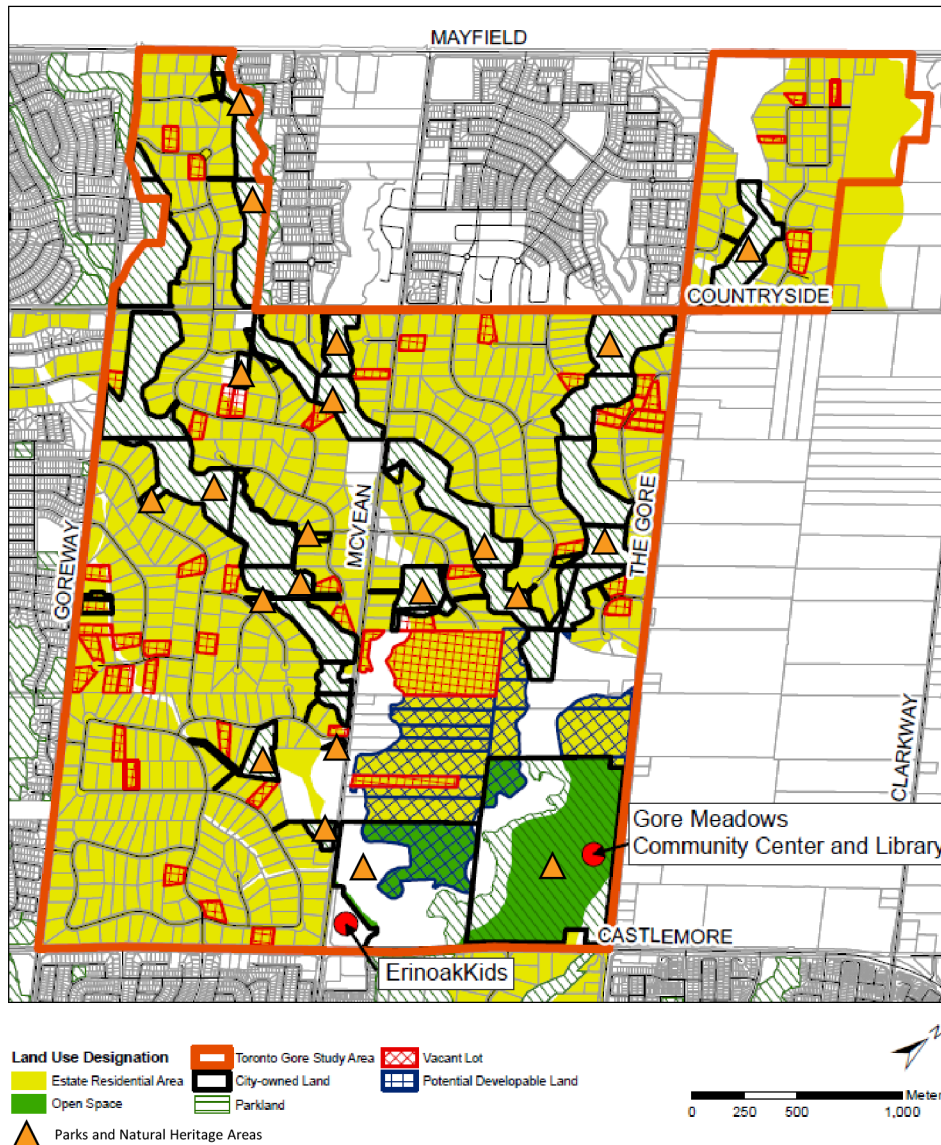 MAYFIELD
COUNTRYSIDE
GOREWAY
MCVEAN
THE GORE
CLARKWAY
Gore Meadows
Community Center and Library
CASTLEMORE
ErinoakKids
Land Use Designation
Estate Residential Area
Open Space
Parks and Natural Heritage Areas
Toronto Gore Study Area
City-owned Land
Parkland
Vacant Lot
Potential Developable Land
Z
Meter
0 250 500 1,000